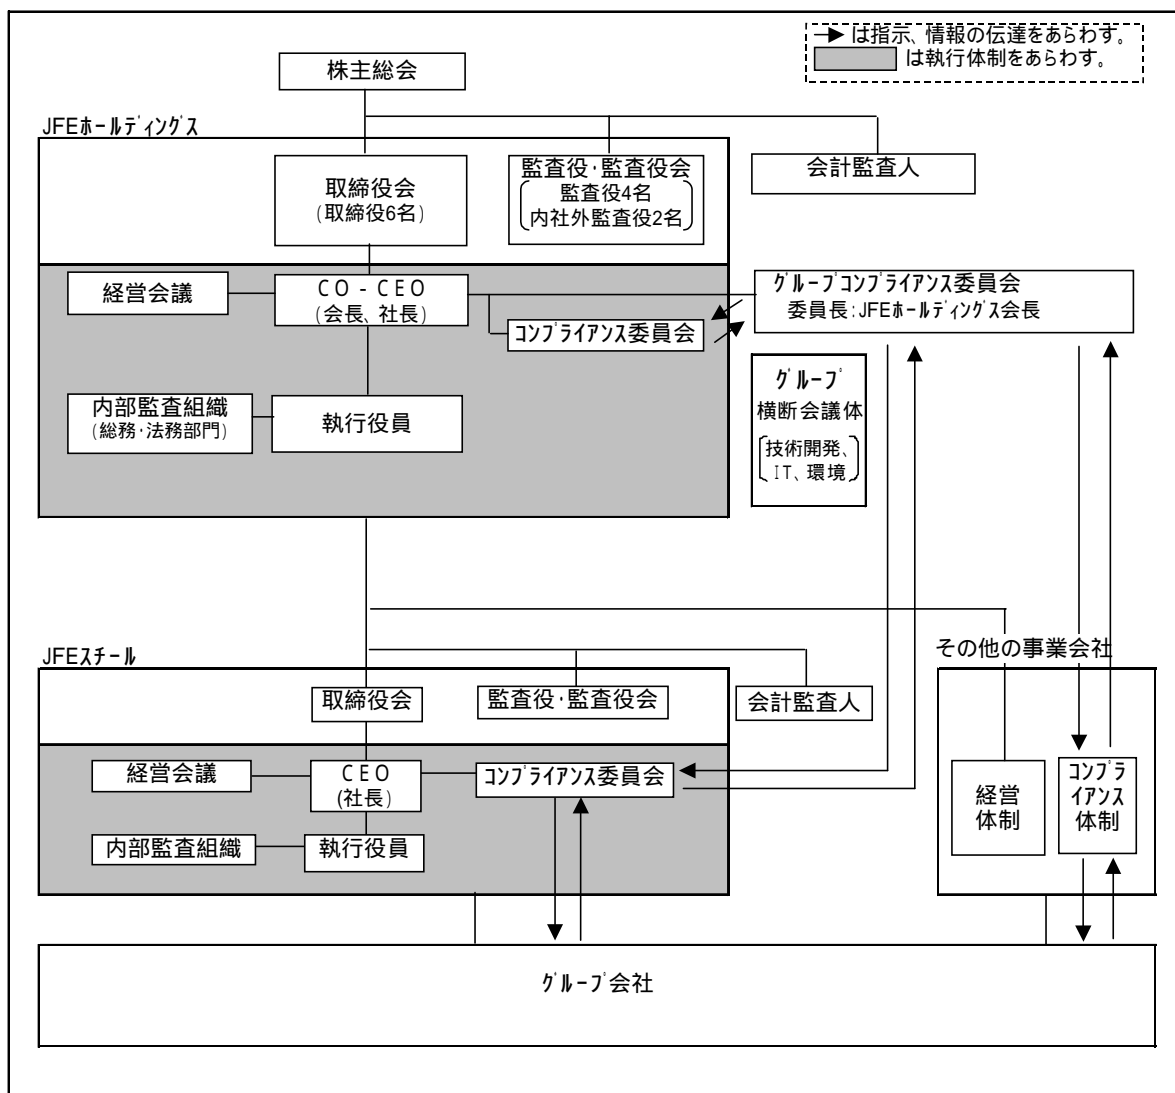 → は指示、情報の伝達をあらわす。
は執行体制をあらわす。
株主総会
JFEホールディングス
取締役会
(取締役6名)
監査役・監査役会
監査役4名
内社外監査役2名
会計監査人
経営会議
CO-CEO
(会長、社長)
コンプライアンス委員会
グループコンプライアンス委員会
委員長:JFEホールディングス会長
グループ
横断会議体
技術開発、
IT、環境
内部監査組織
(総務・法務部門)
執行役員
JFEスチール
取締役会
監査役・監査役会
会計監査人
経営会議
CEO
(社長)
コンプライアンス委員会
内部監査組織
執行役員
その他の事業会社
経営
体制
コンプラ
イアンス
体制
グループ会社